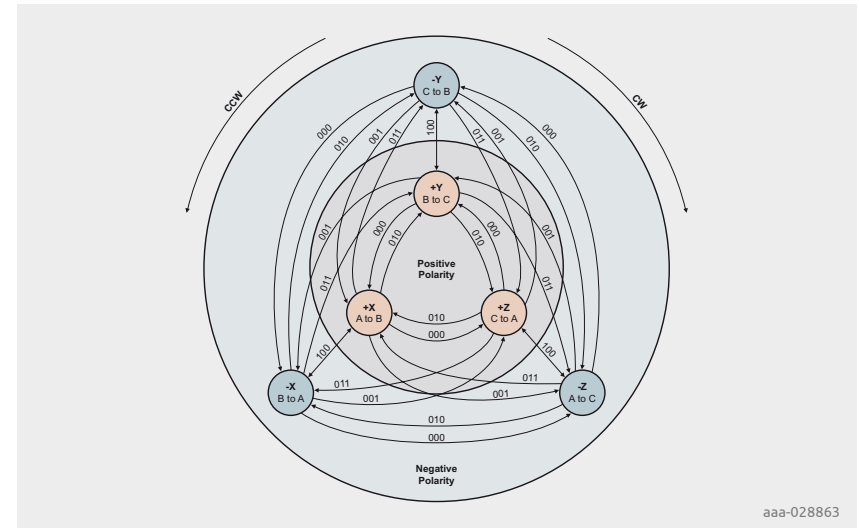 CCW
CW
-Y
C to B
000
010
001
011
100
011
001
010
000
+Y
B to C
001
011
000
010
010
000
001
011
Positive
Polarity
+X
A to B
+Z
C to A
010
000
100
100
-X
B to A
-Z
A to C
011
001
011
001
010
000
Negative
Polarity
aaa-028863